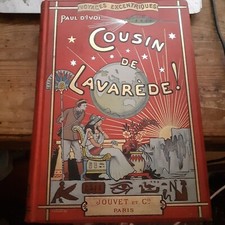 VOYAGES EXCENTRIQUES
PAUL D'IVOI
COUSIN
DE
LAVARÈDE!
JOUVET ET Cie
PARIS